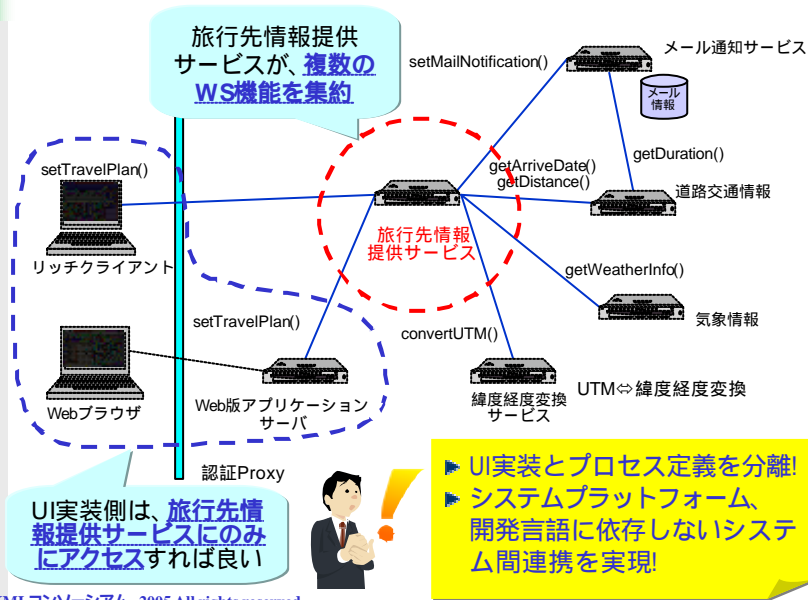 旅行先情報提供
サービスが、複数の
WS機能を集約
setMailNotification()
メール通知サービス
メール
情報
setTravelPlan()
getArriveDate()
getDistance()
getDuration()
道路交通情報
リッチクライアント
旅行先情報
提供サービス
getWeatherInfo()
気象情報
setTravelPlan()
convertUTM()
Webブラウザ
Web版アプリケーション
サーバ
緯度経度変換
サービス
UTM⇔緯度経度変換
認証Proxy
UI実装側は、旅行先情
報提供サービスにのみ
にアクセスすれば良い
UI実装とプロセス定義を分離!
システムプラットフォーム、
開発言語に依存しないシステ
ム間連携を実現!